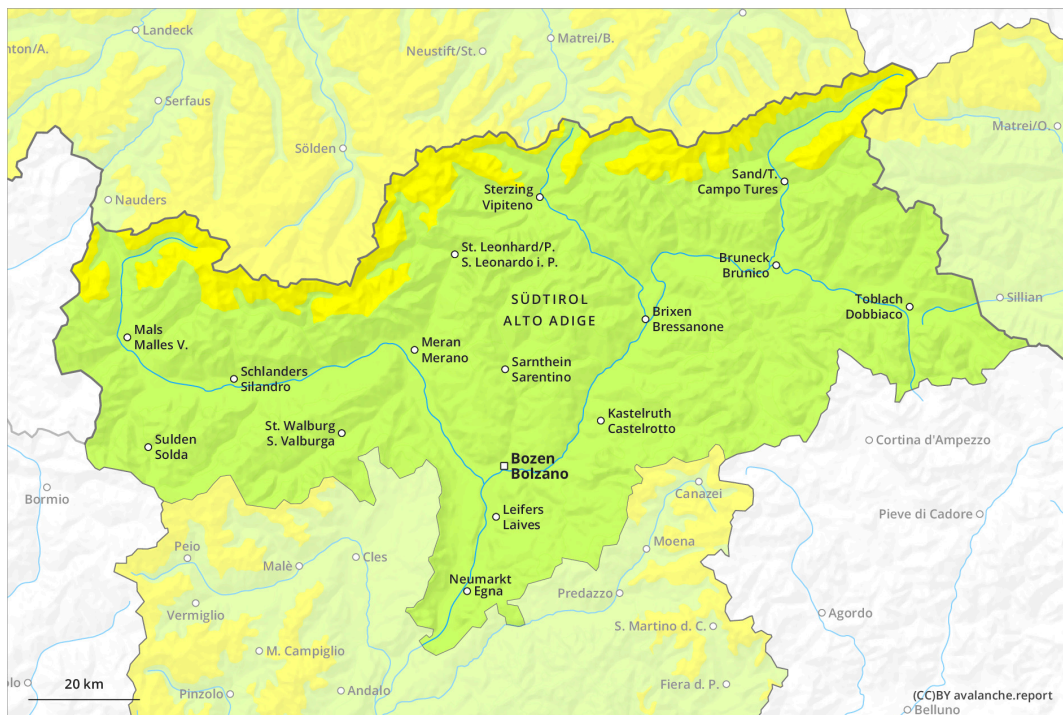 Landeck
Matrei/B.
nton/A.
Neustift/St.
Serfaus
Matrei/O.
Sölden
Sand/T.
Campo Tures
Sterzing
Vipiteno
Nauders
St. Leonhard/P.
S. Leonardo i. P.
Bruneck
Brunico
SÜDTIROL
ALTO ADIGE
Toblach
Dobbiaco
Sillian
Brixen
Bressanone
Mals
Malles V.
Meran
Merano
Sarnthein
Sarentino
Schlanders
Silandro
Kastelruth
Castelrotto
St. Walburg
S. Valburga
Sulden
Solda
Cortina d'Ampezzo
Bozen
Bolzano
Bormio
Canazei
Leifers
Laives
Pieve di Cadore
Peio
Cles
Moena
Malè
Neumarkt
Egna
Predazzo
Vermiglio
Agordo
S. Martino d. C.
M. Campiglio
20 km
Pinzolo
Andalo
Fiera d. P.
(CC)BY avalanche.report
Belluno